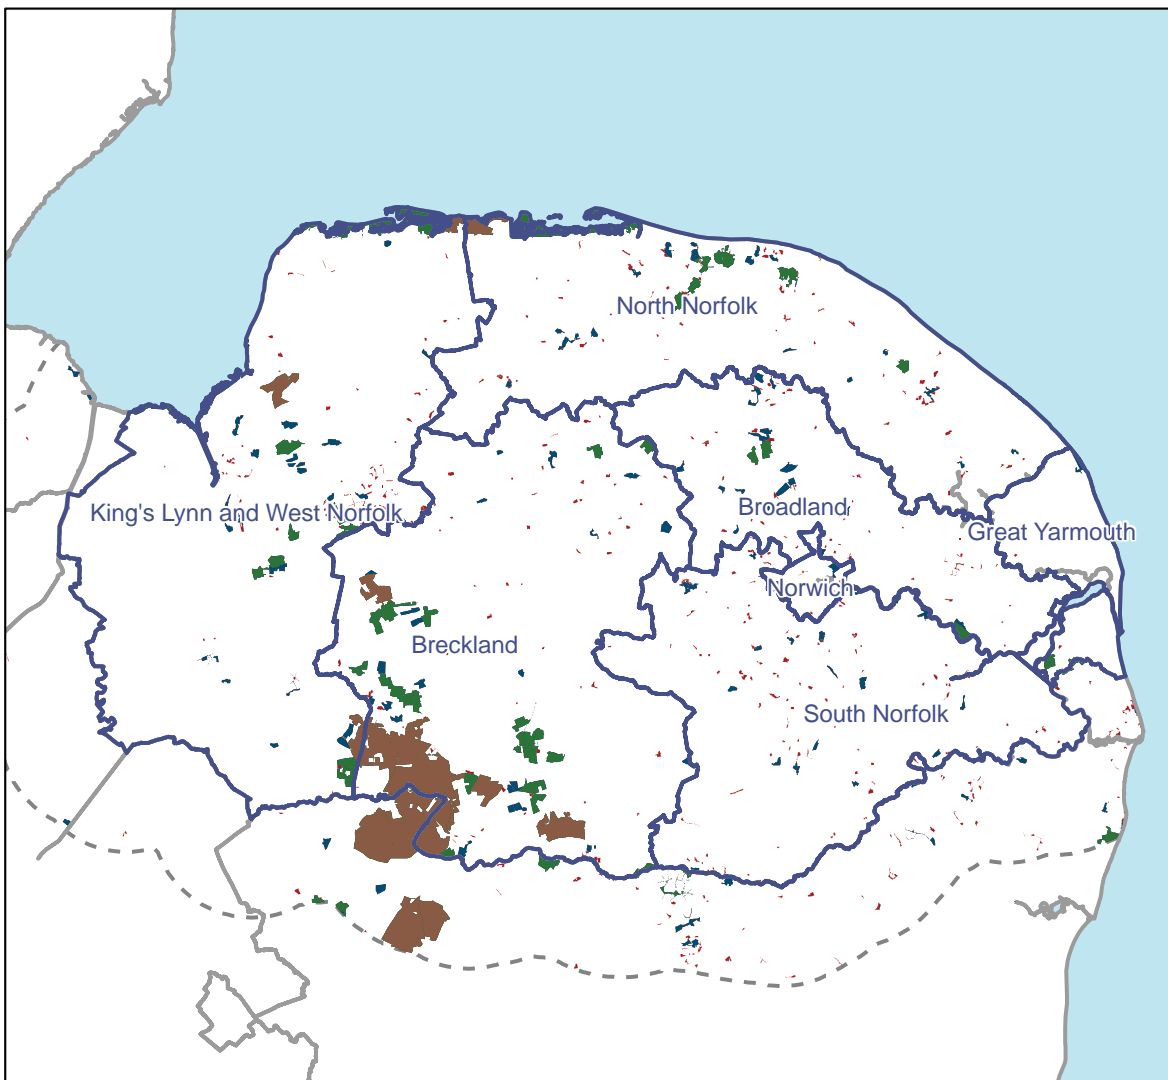 North Norfolk
King's Lynn and West Norfolk
Broadland
Great Yarmouth
Norwich
Breckland
South Norfolk